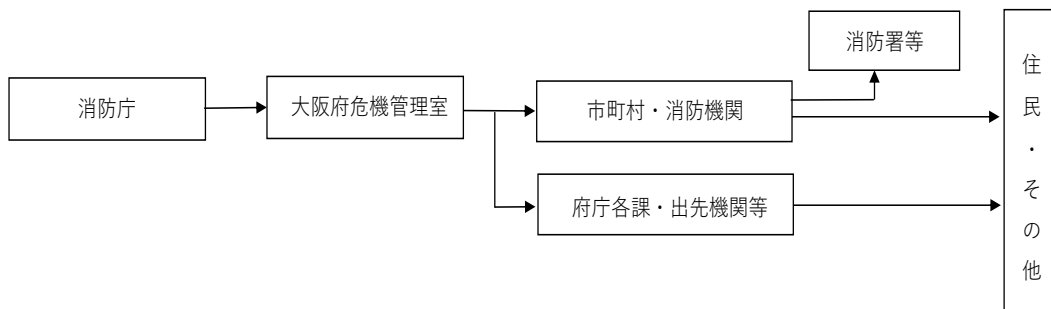 消防署等
消防庁
大阪府危機管理室
市町村・消防機関
府庁各課・出先機関等
住民・その他